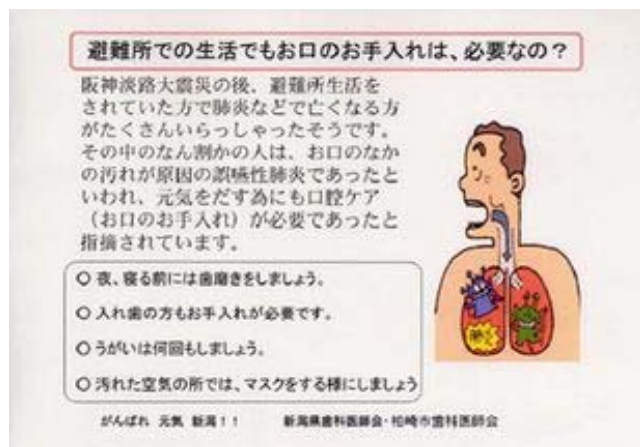 避難所での生活でもお口のお手入れは、必要なの？
阪神淡路大震災の後、避難所生活を
されていた方で肺炎などで亡くなる方
がたくさんいらっしゃったそうです。
その中のなん割かの人は、お口のなか
の汚れが原因の誤嚥性肺炎であったと
いわれ、元気をだす為にも口腔ケア
（お口のお手入れ）が必要であったと
指摘されています。
○ 夜、寝る前には歯磨きをしましょう。
○ 入れ歯の方もお手入れが必要です。
○ うがいは何回もしましょう。
○ 汚れた空気の所では、マスクをする様にしましょう
がんばれ 元気 新潟！！ 新潟県歯科医師会・柏崎市歯科医師会